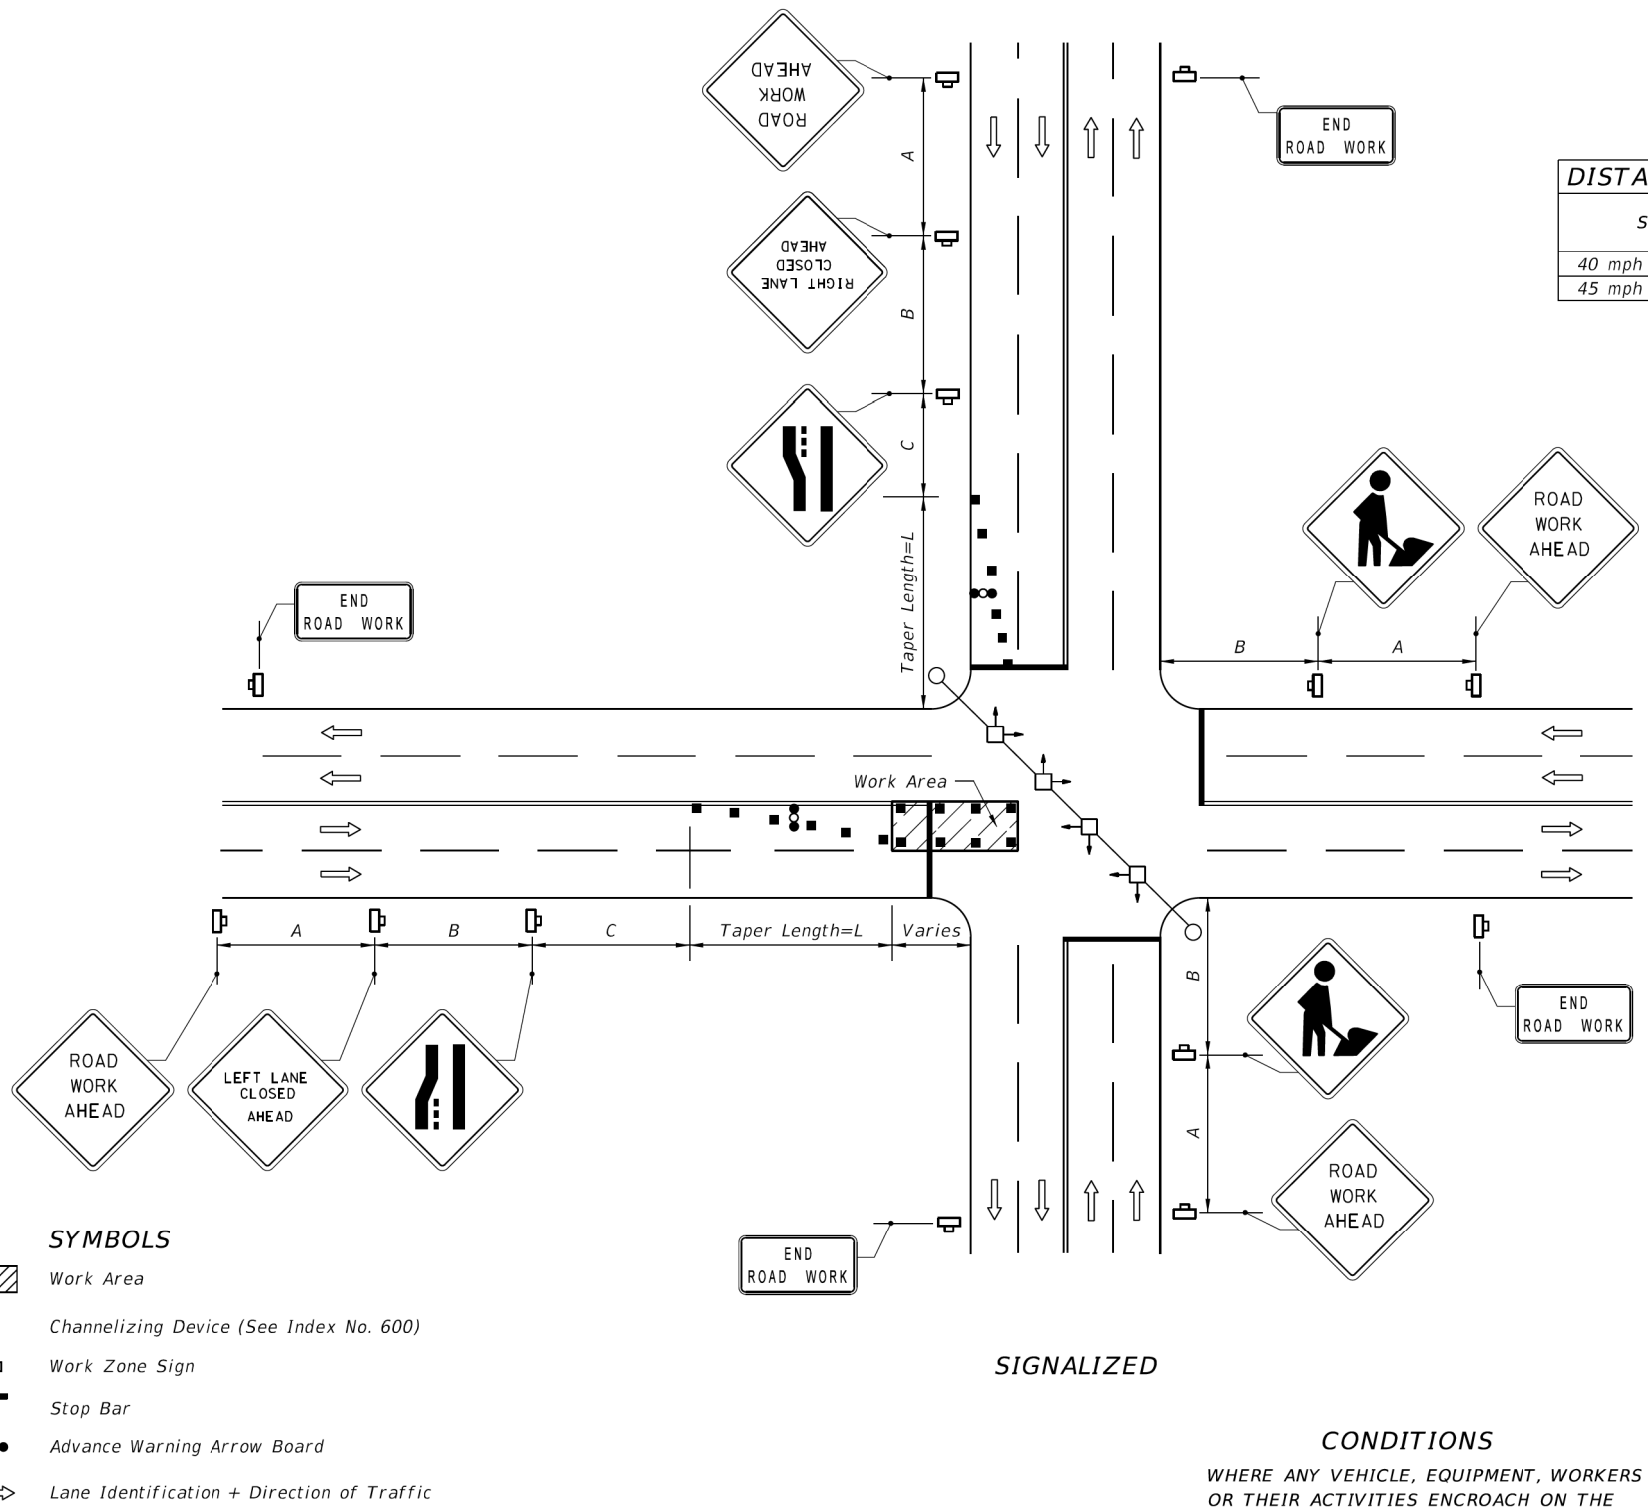 ROAD
WORK
AHEAD
END
ROAD WORK
A
DISTA
S
40 mph
45 mph
RIGHT LANE
CLOSED
AHEAD
B
C
ROAD
WORK
AHEAD
Taper Length=L
END
ROAD WORK
B
A
Work Area
A
B
C
Taper Length=L
Varies
B
END
ROAD WORK
ROAD
WORK
AHEAD
LEFT LANE
CLOSED
AHEAD
A
ROAD
WORK
AHEAD
END
ROAD WORK
SYMBOLS
Work Area
Channelizing Device (See Index No. 600)
Work Zone Sign
Stop Bar
Advance Warning Arrow Board
Lane Identification + Direction of Traffic
SIGNALIZED
CONDITIONS
WHERE ANY VEHICLE, EQUIPMENT, WORKERS
OR THEIR ACTIVITIES ENCROACH ON THE